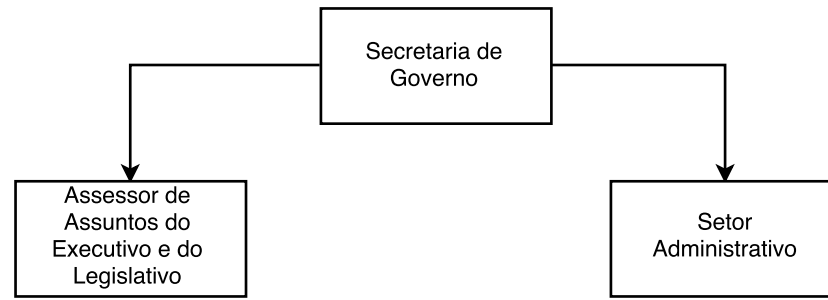 Secretaria de
Governo
Assessor de
Assuntos do
Executivo e do
Legislativo
Setor
Administrativo